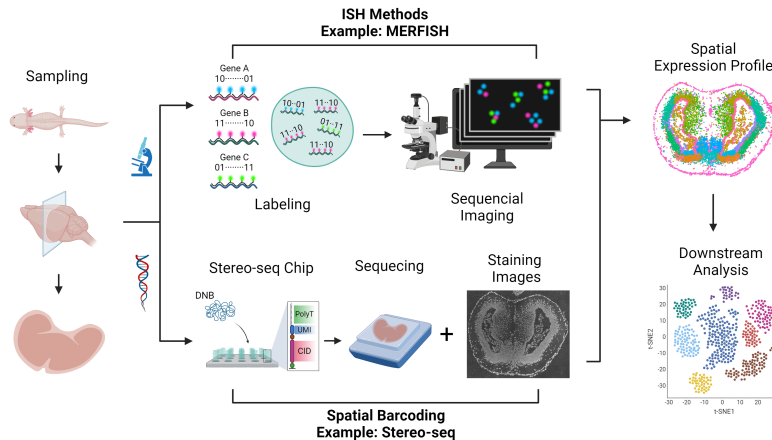 ISH Methods
Example: MERFISH
Sampling
Gene A
10········01
Gene B
11········10
Gene C
01········11
10··01
11··10
01··11
11··10
11··10
Labeling
Sequencial
Imaging
Spatial
Expression Profile
Stereo-seq Chip
DNB
PolyT
UMI
CID
Sequecing
Staining
Images
+
Spatial Barcoding
Example: Stereo-seq
Downstream
Analysis
t-SNE2
30
20
10
0
-10
-20
-30
-30
-20
-10
0
10
20
t-SNE1